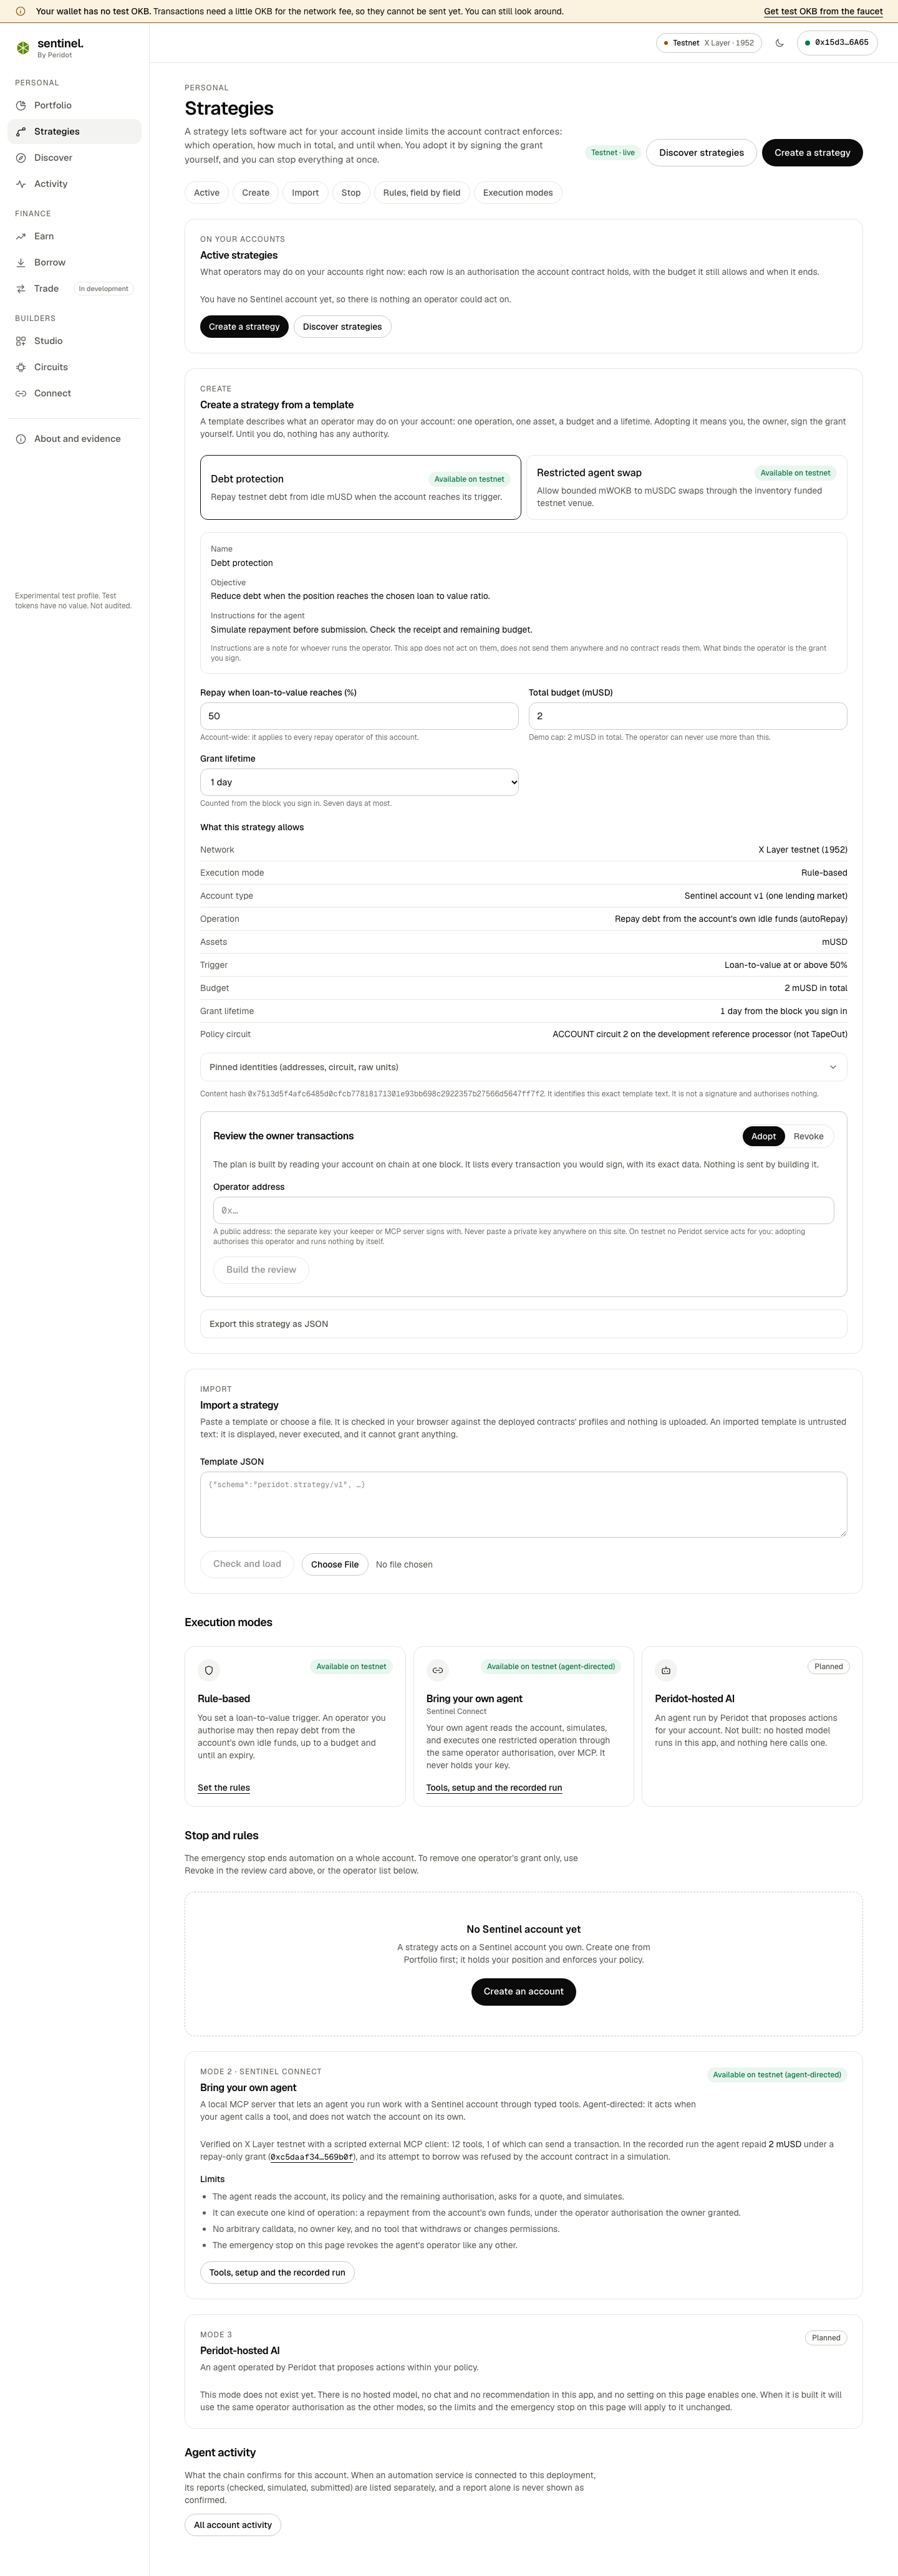 Your wallet has no test OKB. Transactions need a little OKB for the network fee, so they cannot be sent yet. You can still look around.
Get test OKB from the faucet
sentinel.
By Peridot
Testnet X Layer · 1952
0x15d3…6A65
PERSONAL
Portfolio
Strategies
Discover
Activity
FINANCE
Earn
Borrow
Trade
In development
BUILDERS
Studio
Circuits
Connect
About and evidence
Experimental test profile. Test
tokens have no value. Not audited.
PERSONAL
Strategies
A strategy lets software act for your account inside limits the account contract enforces:
which operation, how much in total, and until when. You adopt it by signing the grant
yourself, and you can stop everything at once.
Testnet · live
Discover strategies
Create a strategy
Active
Create
Import
Stop
Rules, field by field
Execution modes
ON YOUR ACCOUNTS
Active strategies
What operators may do on your accounts right now: each row is an authorisation the account contract holds, with the budget it still allows and when it ends.
You have no Sentinel account yet, so there is nothing an operator could act on.
Create a strategy
Discover strategies
CREATE
Create a strategy from a template
A template describes what an operator may do on your account: one operation, one asset, a budget and a lifetime. Adopting it means you, the owner, sign the grant
yourself. Until you do, nothing has any authority.
Debt protection
Available on testnet
Repay testnet debt from idle mUSD when the account reaches its trigger.
Restricted agent swap
Available on testnet
Allow bounded mWOKB to mUSDC swaps through the inventory funded
testnet venue.
Name
Debt protection
Objective
Reduce debt when the position reaches the chosen loan to value ratio.
Instructions for the agent
Simulate repayment before submission. Check the receipt and remaining budget.
Instructions are a note for whoever runs the operator. This app does not act on them, does not send them anywhere and no contract reads them. What binds the operator is the grant
you sign.
Repay when loan-to-value reaches (%)
50
Account-wide: it applies to every repay operator of this account.
Total budget (mUSD)
2
Demo cap: 2 mUSD in total. The operator can never use more than this.
Grant lifetime
1 day
Counted from the block you sign in. Seven days at most.
What this strategy allows
Network
X Layer testnet (1952)
Execution mode
Rule-based
Account type
Sentinel account v1 (one lending market)
Operation
Repay debt from the account's own idle funds (autoRepay)
Assets
mUSD
Trigger
Loan-to-value at or above 50%
Budget
2 mUSD in total
Grant lifetime
1 day from the block you sign in
Policy circuit
ACCOUNT circuit 2 on the development reference processor (not TapeOut)
Pinned identities (addresses, circuit, raw units)
Content hash 0x7513d5f4afc6485d0cfcb77818171301e93bb698c2922357b27566d5647ff7f2. It identifies this exact template text. It is not a signature and authorises nothing.
Review the owner transactions
Adopt
Revoke
The plan is built by reading your account on chain at one block. It lists every transaction you would sign, with its exact data. Nothing is sent by building it.
Operator address
0x…
A public address: the separate key your keeper or MCP server signs with. Never paste a private key anywhere on this site. On testnet no Peridot service acts for you: adopting
authorises this operator and runs nothing by itself.
Build the review
Export this strategy as JSON
IMPORT
Import a strategy
Paste a template or choose a file. It is checked in your browser against the deployed contracts' profiles and nothing is uploaded. An imported template is untrusted
text: it is displayed, never executed, and it cannot grant anything.
Template JSON
{"schema":"peridot.strategy/v1", …}
Check and load
Choose File
No file chosen
Execution modes
Available on testnet
Rule-based
You set a loan-to-value trigger. An operator you
authorise may then repay debt from the
account's own idle funds, up to a budget and
until an expiry.
Set the rules
Available on testnet (agent-directed)
Bring your own agent
Sentinel Connect
Your own agent reads the account, simulates,
and executes one restricted operation through
the same operator authorisation, over MCP. It
never holds your key.
Tools, setup and the recorded run
Planned
Peridot-hosted AI
An agent run by Peridot that proposes actions
for your account. Not built: no hosted model
runs in this app, and nothing here calls one.
Stop and rules
The emergency stop ends automation on a whole account. To remove one operator's grant only, use
Revoke in the review card above, or the operator list below.
No Sentinel account yet
A strategy acts on a Sentinel account you own. Create one from
Portfolio first; it holds your position and enforces your policy.
Create an account
MODE 2 · SENTINEL CONNECT
Available on testnet (agent-directed)
Bring your own agent
A local MCP server that lets an agent you run work with a Sentinel account through typed tools. Agent-directed: it acts when
your agent calls a tool, and does not watch the account on its own.
Verified on X Layer testnet with a scripted external MCP client: 12 tools, 1 of which can send a transaction. In the recorded run the agent repaid 2 mUSD under a
repay-only grant (0xc5daaf34…569b0f), and its attempt to borrow was refused by the account contract in a simulation.
Limits
The agent reads the account, its policy and the remaining authorisation, asks for a quote, and simulates.
It can execute one kind of operation: a repayment from the account's own funds, under the operator authorisation the owner granted.
No arbitrary calldata, no owner key, and no tool that withdraws or changes permissions.
The emergency stop on this page revokes the agent's operator like any other.
Tools, setup and the recorded run
MODE 3
Planned
Peridot-hosted AI
An agent operated by Peridot that proposes actions within your policy.
This mode does not exist yet. There is no hosted model, no chat and no recommendation in this app, and no setting on this page enables one. When it is built it will
use the same operator authorisation as the other modes, so the limits and the emergency stop on this page will apply to it unchanged.
Agent activity
What the chain confirms for this account. When an automation service is connected to this deployment,
its reports (checked, simulated, submitted) are listed separately, and a report alone is never shown as
confirmed.
All account activity